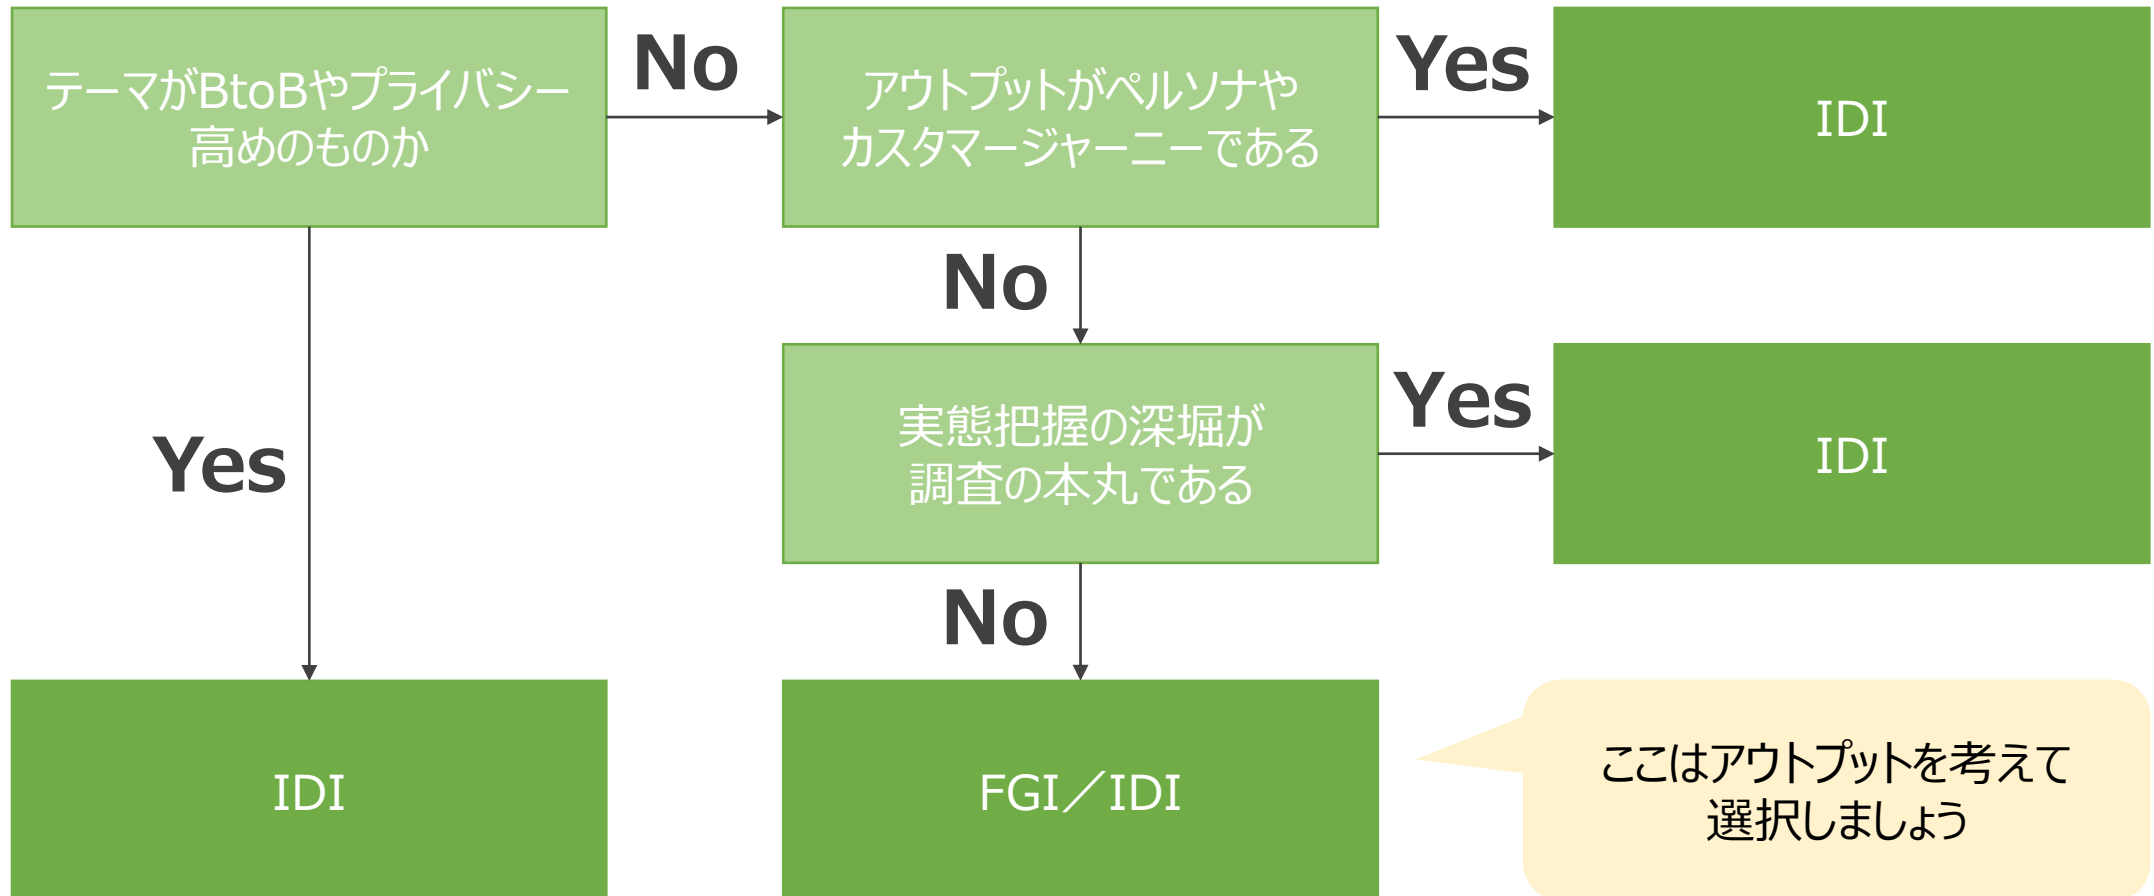 テーマがBtoBやプライバシー
高めのものか
No
アウトプットがペルソナや
カスタマージャーニーである
Yes
IDI
No
Yes
実態把握の深堀が
調査の本丸である
Yes
IDI
No
IDI
FGI／IDI
ここはアウトプットを考えて
選択しましょう